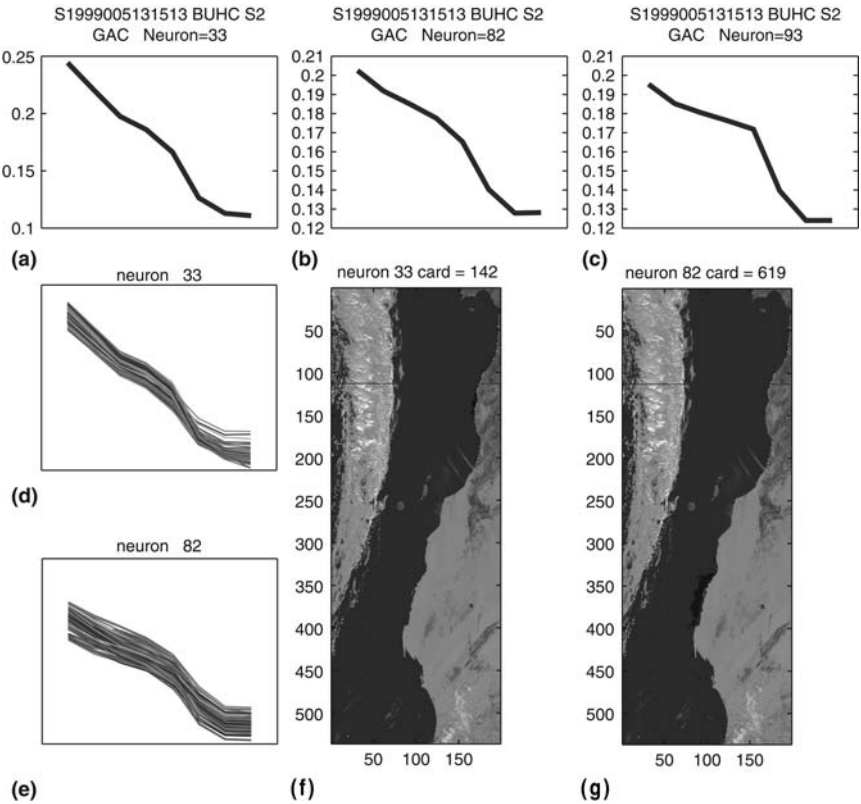 S1999005131513 BUHC S2
GAC Neuron=33
0.25
0.2
0.15
0.1
(a)
S1999005131513 BUHC S2
GAC Neuron=82
0.21
0.2
0.19
0.18
0.17
0.16
0.15
0.14
0.13
0.12
(b)
S1999005131513 BUHC S2
GAC Neuron=93
0.21
0.2
0.19
0.18
0.17
0.16
0.15
0.14
0.13
0.12
(c)
neuron 33
(d)
neuron 82
(e)
neuron 33 card = 142
50
100
150
200
250
300
350
400
450
500
50 100 150
(f)
neuron 82 card = 619
50
100
150
200
250
300
350
400
450
500
50 100 150
(g)